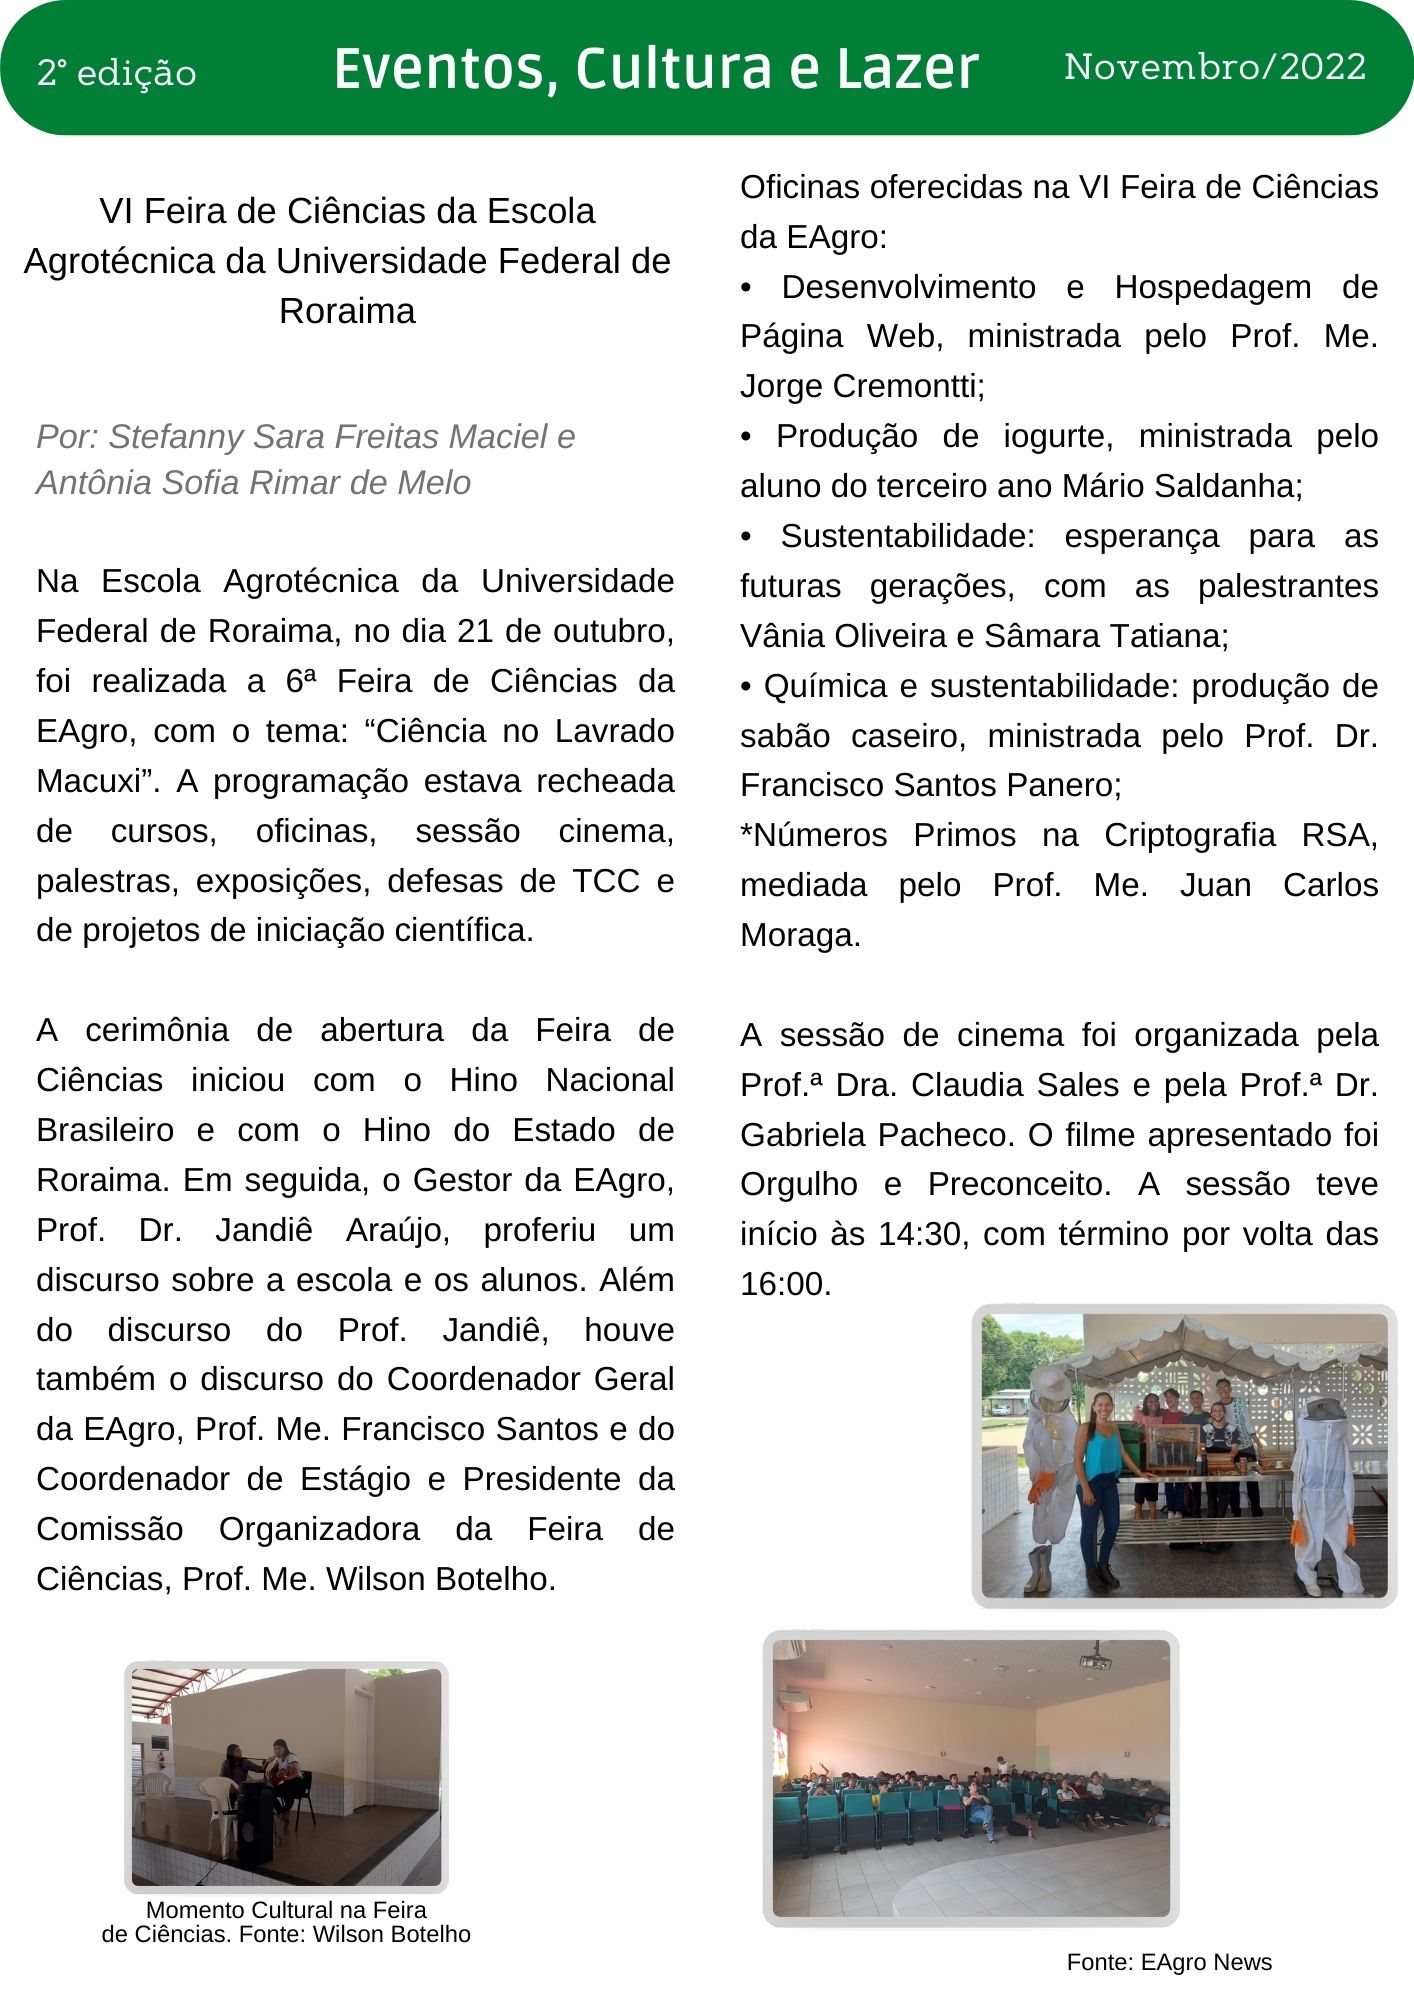 2° edição
Eventos, Cultura e Lazer
Novembro/2022
VI Feira de Ciências da Escola
Agrotécnica da Universidade Federal de
Roraima
Por: Stefanny Sara Freitas Maciel e
Antônia Sofia Rimar de Melo
Na Escola Agrotécnica da Universidade
Federal de Roraima, no dia 21 de outubro,
foi realizada a 6ª Feira de Ciências da
EAgro, com o tema: “Ciência no Lavrado
Macuxi”. A programação estava recheada
de cursos, oficinas, sessão cinema,
palestras, exposições, defesas de TCC e
de projetos de iniciação científica.
A cerimônia de abertura da Feira de
Ciências iniciou com o Hino Nacional
Brasileiro e com o Hino do Estado de
Roraima. Em seguida, o Gestor da EAgro,
Prof. Dr. Jandiê Araújo, proferiu um
discurso sobre a escola e os alunos. Além
do discurso do Prof. Jandiê, houve
também o discurso do Coordenador Geral
da EAgro, Prof. Me. Francisco Santos e do
Coordenador de Estágio e Presidente da
Comissão Organizadora da Feira de
Ciências, Prof. Me. Wilson Botelho.
Momento Cultural na Feira
de Ciências. Fonte: Wilson Botelho
Oficinas oferecidas na VI Feira de Ciências
da EAgro:
• Desenvolvimento e Hospedagem de
Página Web, ministrada pelo Prof. Me.
Jorge Cremontti;
• Produção de iogurte, ministrada pelo
aluno do terceiro ano Mário Saldanha;
• Sustentabilidade: esperança para as
futuras gerações, com as palestrantes
Vânia Oliveira e Sâmara Tatiana;
• Química e sustentabilidade: produção de
sabão caseiro, ministrada pelo Prof. Dr.
Francisco Santos Panero;
*Números Primos na Criptografia RSA,
mediada pelo Prof. Me. Juan Carlos
Moraga.
A sessão de cinema foi organizada pela
Prof.ª Dra. Claudia Sales e pela Prof.ª Dr.
Gabriela Pacheco. O filme apresentado foi
Orgulho e Preconceito. A sessão teve
início às 14:30, com término por volta das
16:00.
Fonte: EAgro News